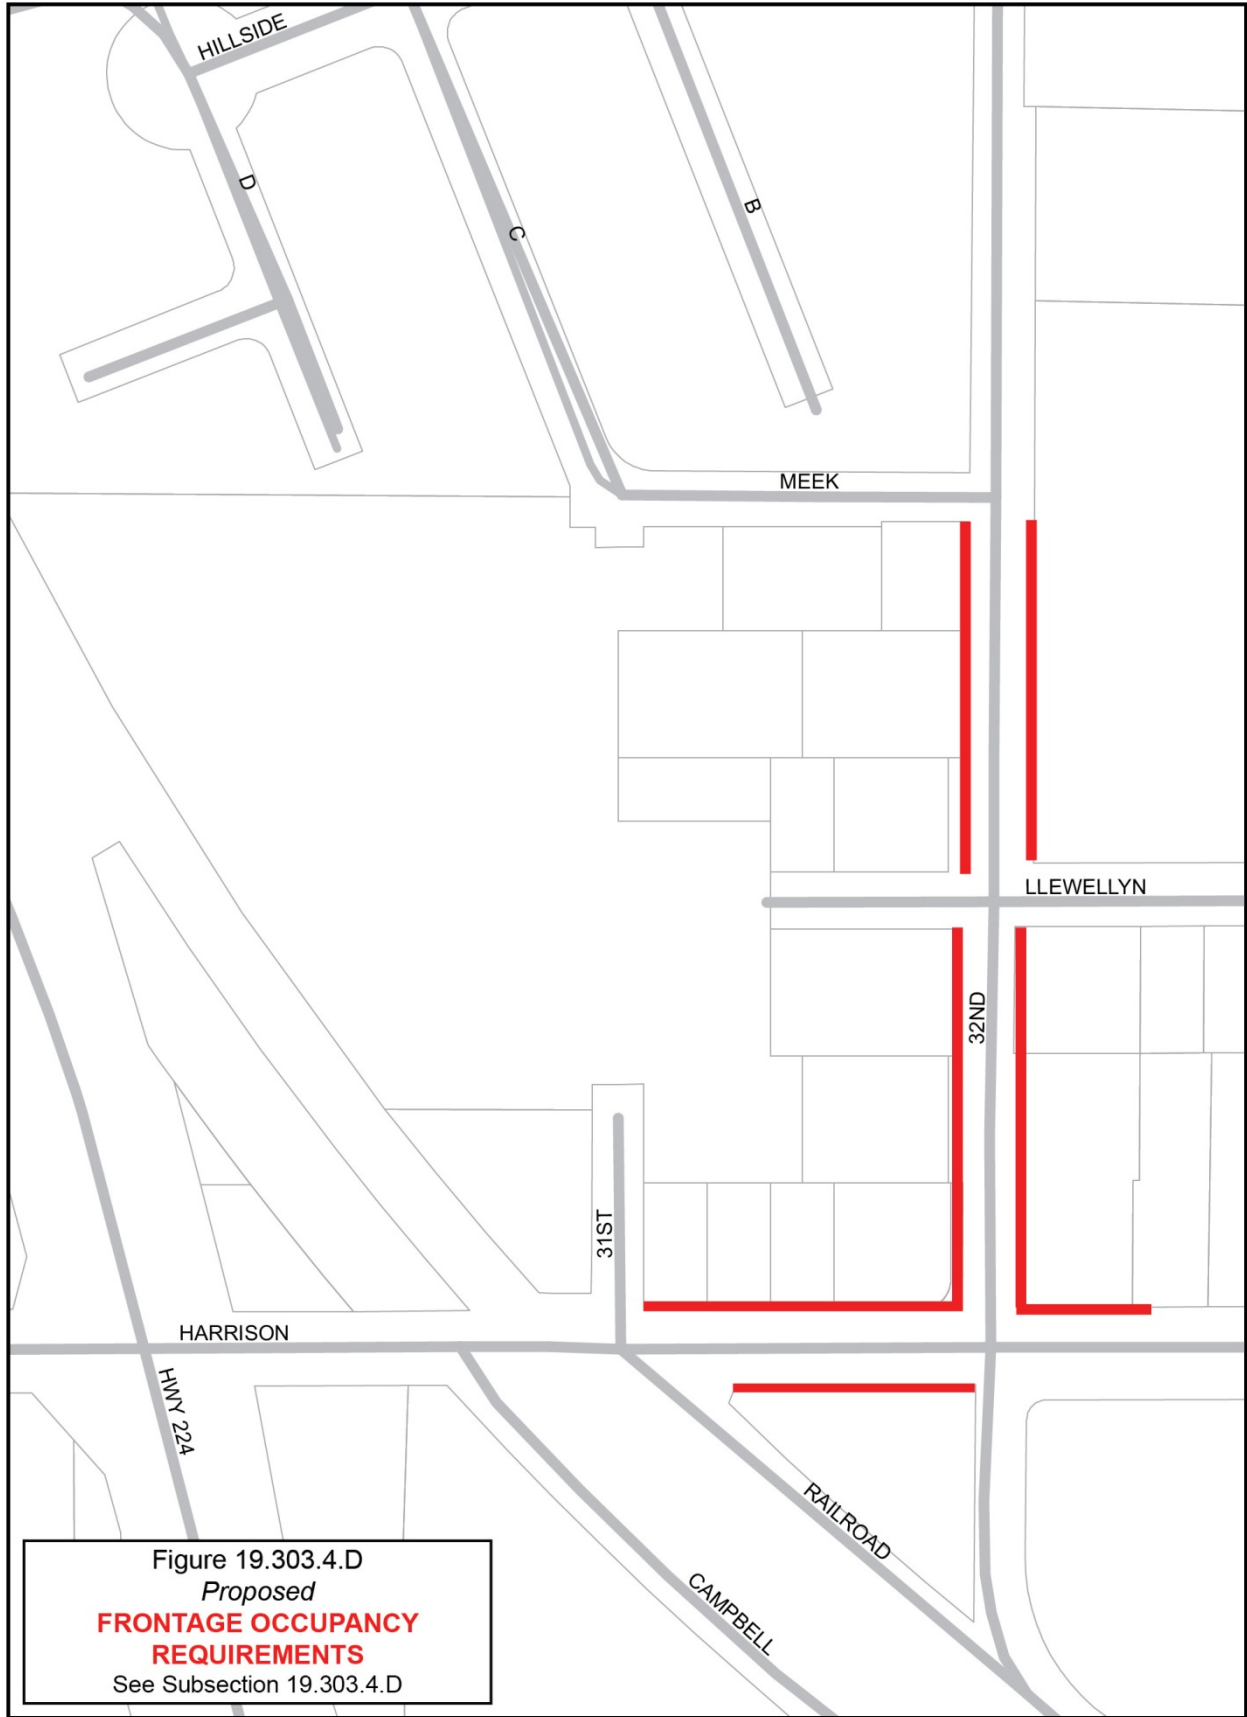 HILLSIDE
D
C
B
MEEK
LLEWELLYN
32ND
31ST
HARRISON
HWY 224
RAILROAD
CAMPBELL
Figure 19.303.4.D
Proposed
FRONTAGE OCCUPANCY
REQUIREMENTS
See Subsection 19.303.4.D